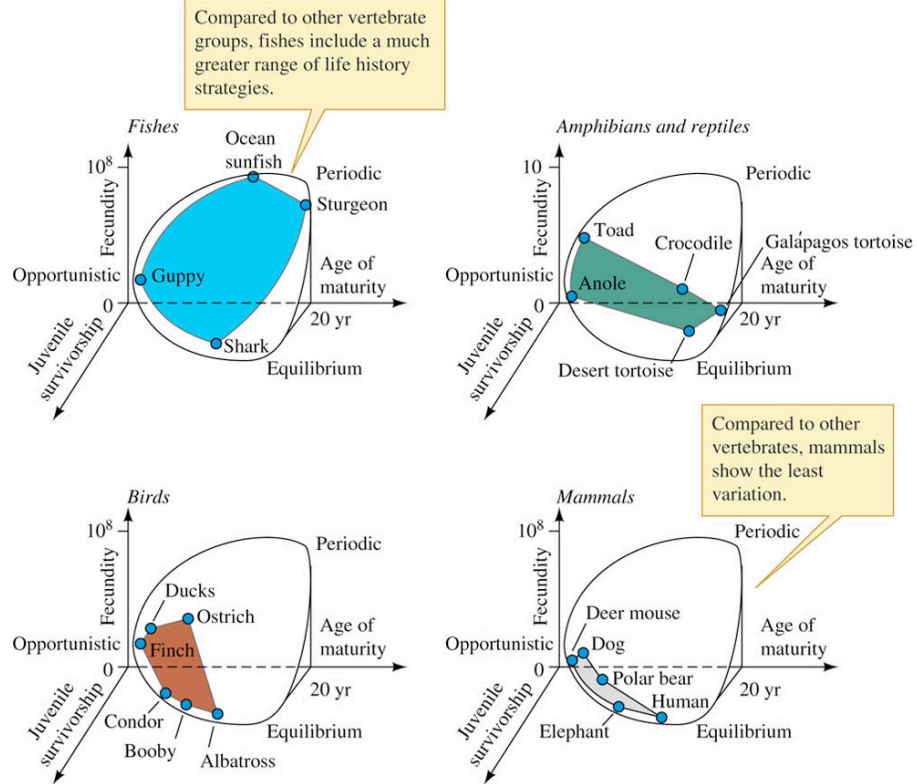 Compared to other vertebrate
groups, fishes include a much
greater range of life history
strategies.
Fishes
Ocean
sunfish
10⁸
Periodic
Fecundity
Sturgeon
Opportunistic
Guppy
Age of
maturity
0
20 yr
Juvenile
survivorship
Shark
Equilibrium
Amphibians and reptiles
10
Periodic
Fecundity
Toad
Crocodile
Galápagos tortoise
Opportunistic
Anole
Age of
maturity
0
20 yr
Juvenile
survivorship
Desert tortoise
Equilibrium
Birds
10⁸
Periodic
Fecundity
Ducks
Ostrich
Opportunistic
Finch
Age of
maturity
0
20 yr
Juvenile
survivorship
Condor
Booby
Albatross
Equilibrium
Compared to other
vertebrates, mammals
show the least
variation.
Mammals
10⁸
Periodic
Fecundity
Deer mouse
Opportunistic
Dog
Age of
maturity
0
Polar bear
20 yr
Juvenile
survivorship
Human
Elephant
Equilibrium